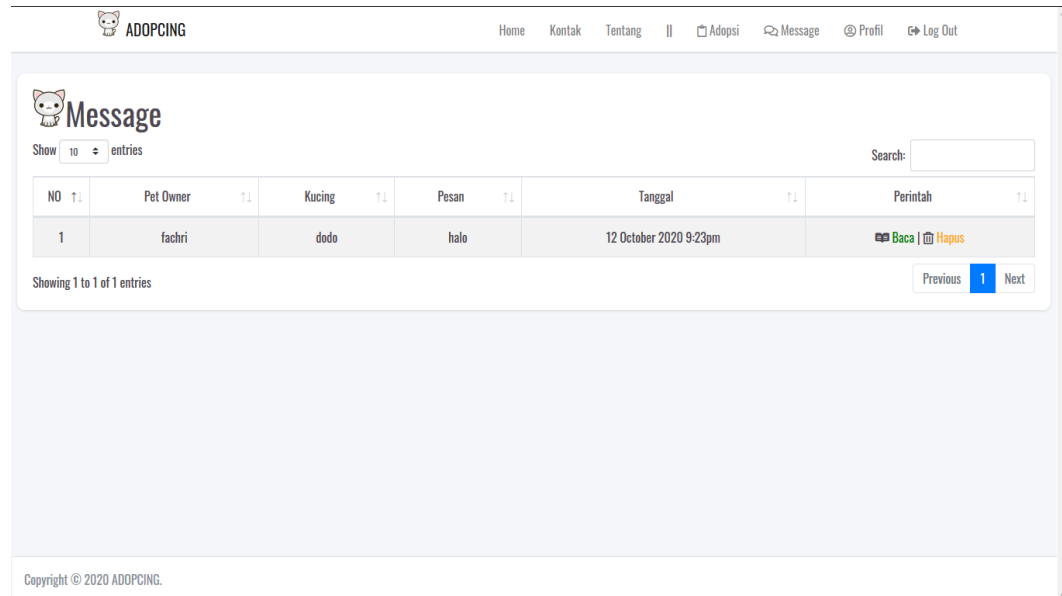 ADOPCING Home Kontak Tentang || Adopsi Message Profil Log Out
Message
Show 10 entries Search:
NO Pet Owner Kucing Pesan Tanggal Perintah
1 fachri dodo halo 12 October 2020 9:23pm Baca | Hapus
Showing 1 to 1 of 1 entries Previous 1 Next
Copyright © 2020 ADOPCING.